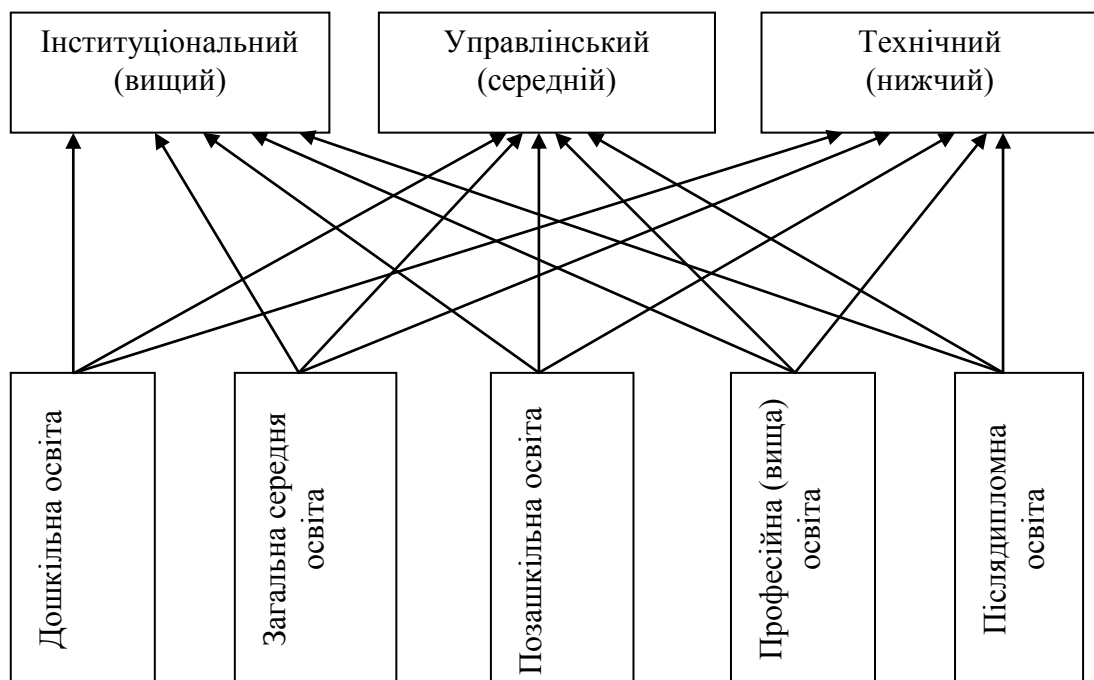 Інституціональний
(вищий)
Управлінський
(середній)
Технічний
(нижчий)
Дошкільна освіта
Загальна середня
освіта
Позашкільна освіта
Професійна (вища)
освіта
Післядипломна
освіта